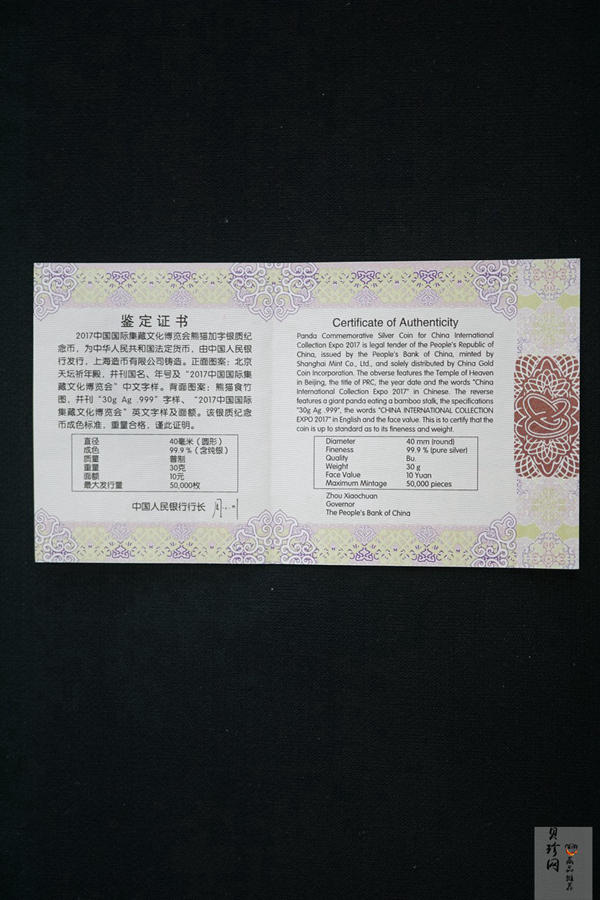 鉴定证书
2017中国国际集藏文化博览会熊猫加字银质纪
念币，为中华人民共和国法定货币，由中国人民银
行发行，上海造币有限公司铸造。正面图案：北京
天坛祈年殿，并刊国名、年号及“2017中国国际集
藏文化博览会”中文字样。背面图案：熊猫食竹
图，并刊“30g Ag .999”字样、“2017中国国际
集藏文化博览会”英文字样及面额。该银质纪念
币成色标准，重量合格，谨此证明。
直径 40毫米（圆形）
成色 99.9％（含纯银）
质量 普制
重量 30克
面额 10元
最大发行量 50,000枚
中国人民银行行长
Certificate of Authenticity
Panda Commemorative Silver Coin for China International
Collection Expo 2017 is legal tender of the People's Republic of
China, issued by the People's Bank of China, minted by
Shanghai Mint Co., Ltd., and solely distributed by China Gold
Coin Incorporation. The obverse features the Temple of Heaven
in Beijing, the title of PRC, the year date and the words "China
International Collection Expo 2017" in Chinese. The reverse
features a giant panda eating a bamboo stalk, the specifications
"30g Ag .999", the words "CHINA INTERNATIONAL COLLECTION
EXPO 2017" in English and the face value. This is to certify that the
coin is up to standard as to its fineness and weight.
Diameter 40 mm (round)
Fineness 99.9 % (pure silver)
Quality Bu.
Weight 30 g
Face Value 10 Yuan
Maximum Mintage 50,000 pieces
Zhou Xiaochuan
Governor
The People's Bank of China
贝珍网